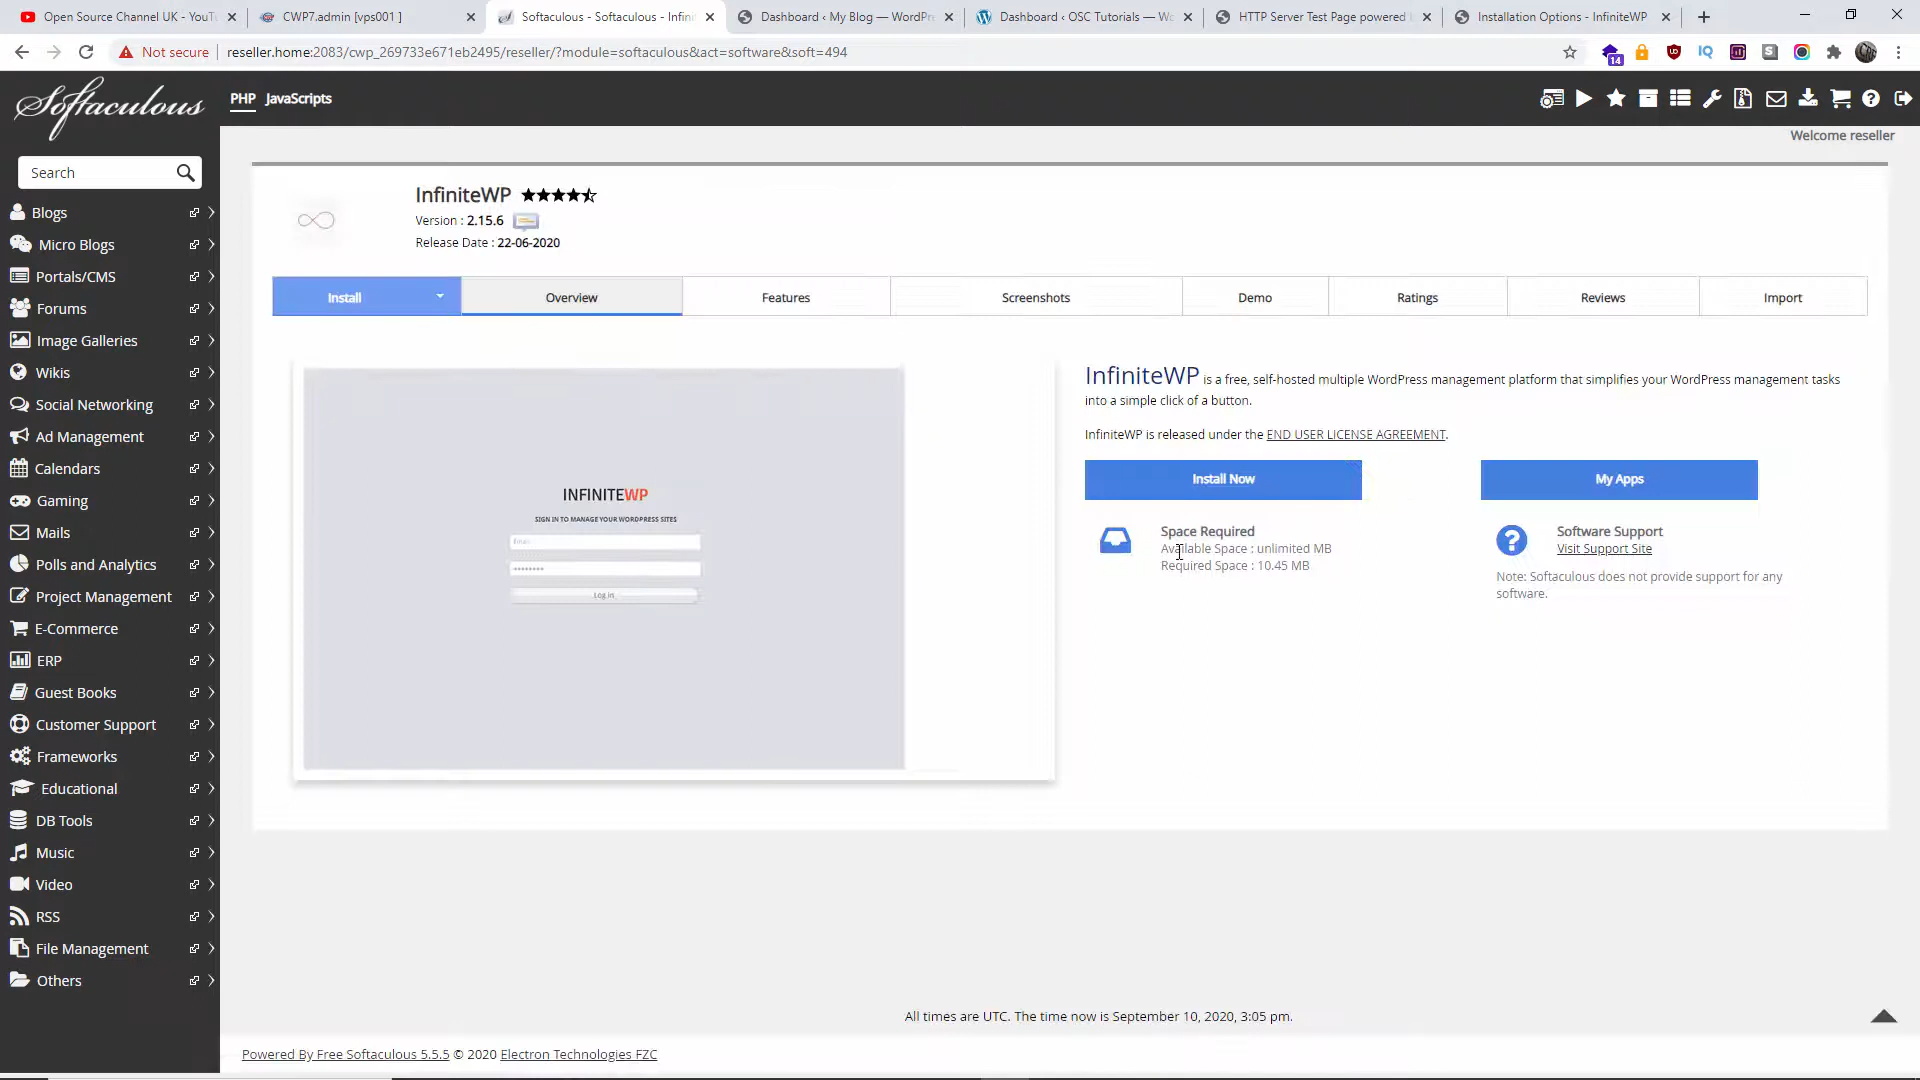 Open Source Channel UK - YouTu
CWP7.admin [vps001 ]
Softaculous - Softaculous - Infini
Dashboard ‹ My Blog — WordPre
Dashboard ‹ OSC Tutorials — Wo
HTTP Server Test Page powered
Installation Options - InfiniteWP
Not secure
reseller.home:2083/cwp_269733e671eb2495/reseller/?module=softaculous&act=software&soft=494
14
Softaculous
PHP JavaScripts
Welcome reseller
Search
Blogs
Micro Blogs
Portals/CMS
Forums
Image Galleries
Wikis
Social Networking
Ad Management
Calendars
Gaming
Mails
Polls and Analytics
Project Management
E-Commerce
ERP
Guest Books
Customer Support
Frameworks
Educational
DB Tools
Music
Video
RSS
File Management
Others
InfiniteWP
Version : 2.15.6
Release Date : 22-06-2020
Install
Overview
Features
Screenshots
Demo
Ratings
Reviews
Import
INFINITEWP
SIGN IN TO MANAGE YOUR WORDPRESS SITES
Email
Log in
InfiniteWP is a free, self-hosted multiple WordPress management platform that simplifies your WordPress management tasks
into a simple click of a button.
InfiniteWP is released under the END USER LICENSE AGREEMENT.
Install Now
My Apps
Space Required
Available Space : unlimited MB
Required Space : 10.45 MB
Software Support
Visit Support Site
Note: Softaculous does not provide support for any
software.
All times are UTC. The time now is September 10, 2020, 3:05 pm.
Powered By Free Softaculous 5.5.5 © 2020 Electron Technologies FZC